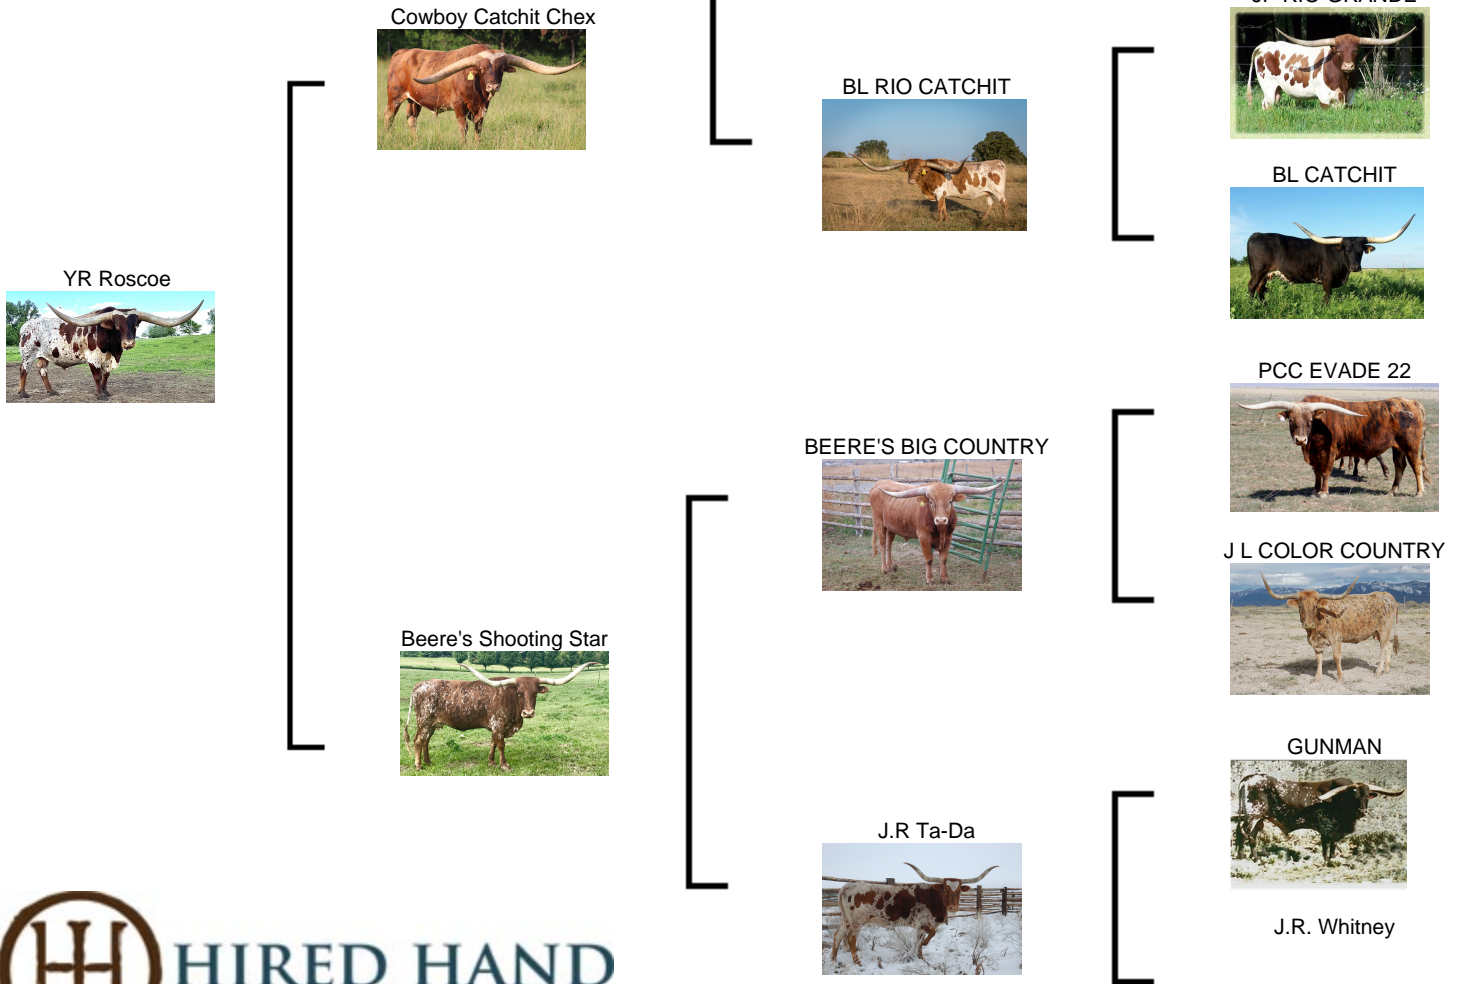 Cowboy Catchit Chex
BL RIO CATCHIT
BL CATCHIT
YR Roscoe
PCC EVADE 22
BEERE'S BIG COUNTRY
J L COLOR COUNTRY
Beere's Shooting Star
GUNMAN
J.R Ta-Da
J.R. Whitney
HIRED HAND